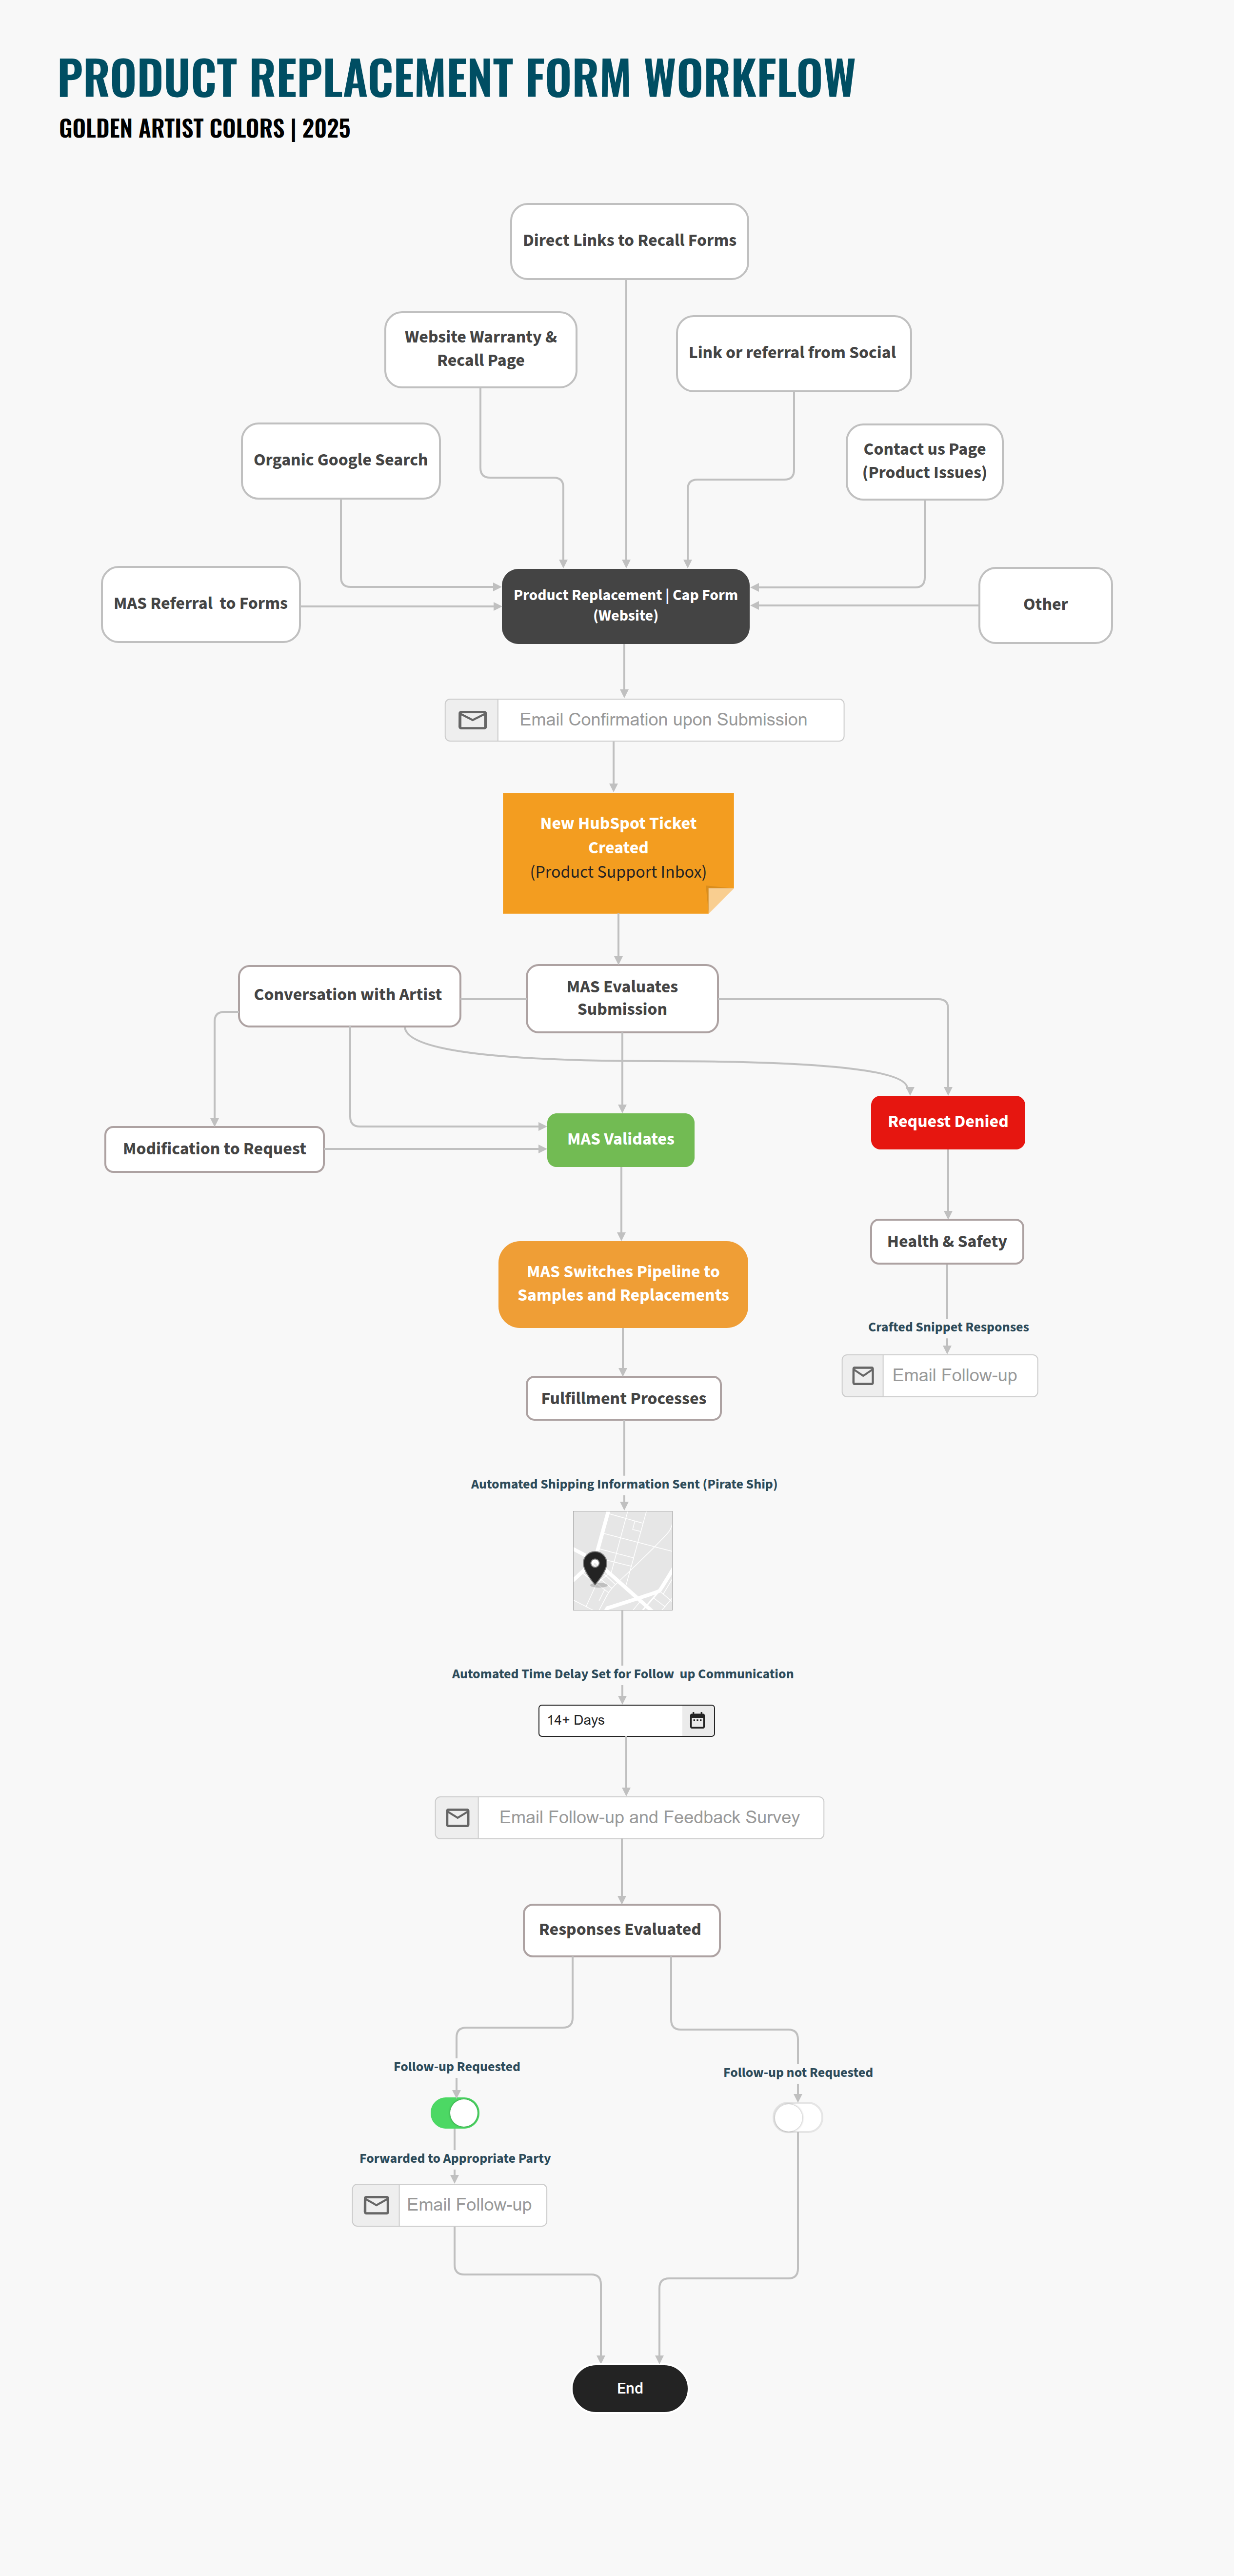 PRODUCT REPLACEMENT FORM WORKFLOW
GOLDEN ARTIST COLORS | 2025
Direct Links to Recall Forms
Website Warranty &
Recall Page
Link or referral from Social
Organic Google Search
Contact us Page
(Product Issues)
MAS Referral  to Forms
Product Replacement | Cap Form
(Website)
Other
Email Confirmation upon Submission
New HubSpot Ticket
Created
(Product Support Inbox)
Conversation with Artist
MAS Evaluates
Submission
Request Denied
MAS Validates
Modification to Request
Health & Safety
MAS Switches Pipeline to
Samples and Replacements
Crafted Snippet Responses
Email Follow-up
Fulfillment Processes
Automated Shipping Information Sent (Pirate Ship)
Automated Time Delay Set for Follow  up Communication
14+ Days
Email Follow-up and Feedback Survey
Responses Evaluated
Follow-up Requested
Follow-up not Requested
Forwarded to Appropriate Party
Email Follow-up
End